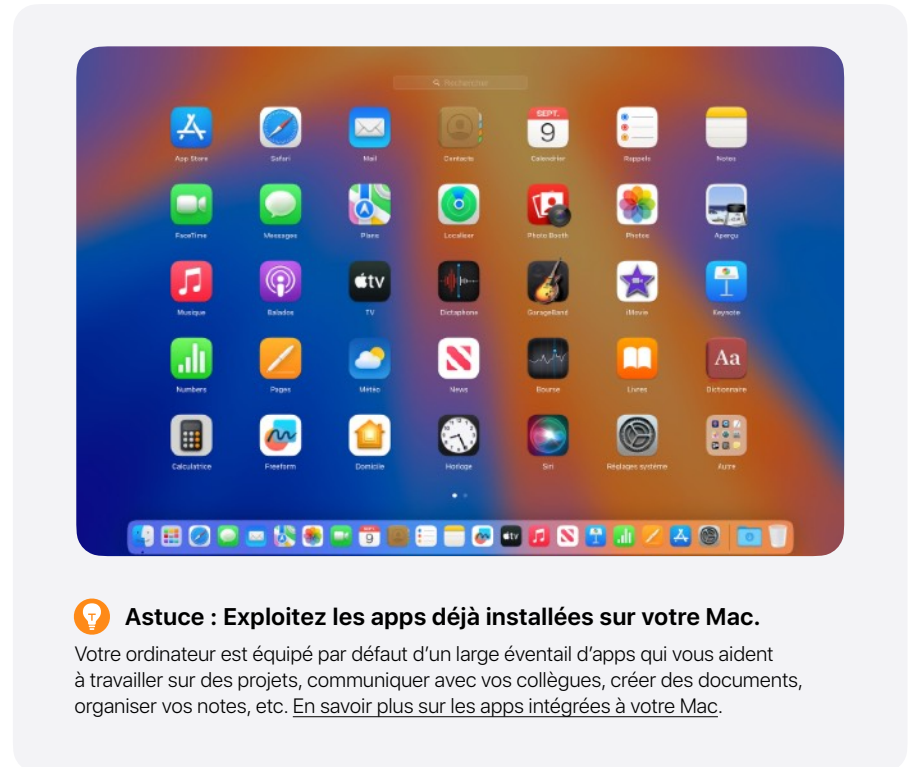 Rechercher
App Store Safari Mail Contacts Calendrier Rappels Notes
SEPT.
9
FaceTime Messages Plans Localiser Photo Booth Photos Aperçu
tv
Musique Balados TV Dictaphone GarageBand iMovie Keynote
Aa
Numbers Pages Météo News Bourse Livres Dictionnaire
Calculatrice Freeform Domicile Horloge Siri Réglages système Autre
9
tv
Astuce : Exploitez les apps déjà installées sur votre Mac.
Votre ordinateur est équipé par défaut d’un large éventail d’apps qui vous aident
à travailler sur des projets, communiquer avec vos collègues, créer des documents,
organiser vos notes, etc. En savoir plus sur les apps intégrées à votre Mac.